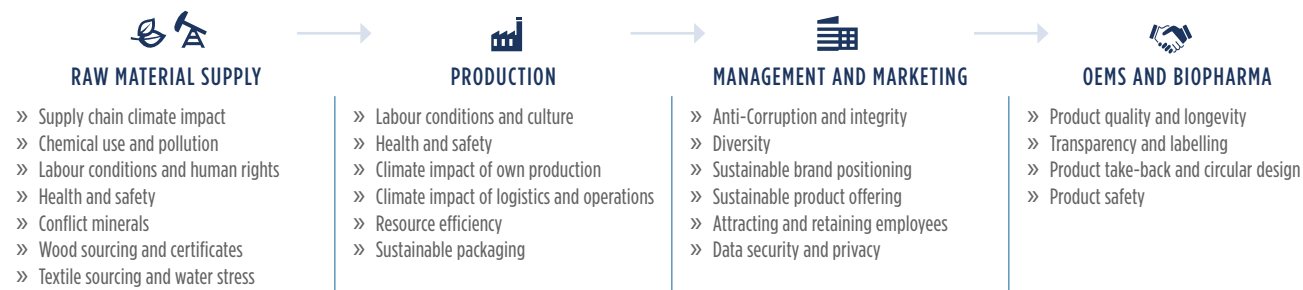 RAW MATERIAL SUPPLY
» Supply chain climate impact
» Chemical use and pollution
» Labour conditions and human rights
» Health and safety
» Conflict minerals
» Wood sourcing and certificates
» Textile sourcing and water stress
PRODUCTION
» Labour conditions and culture
» Health and safety
» Climate impact of own production
» Climate impact of logistics and operations
» Resource efficiency
» Sustainable packaging
MANAGEMENT AND MARKETING
» Anti-Corruption and integrity
» Diversity
» Sustainable brand positioning
» Sustainable product offering
» Attracting and retaining employees
» Data security and privacy
OEMS AND BIOPHARMA
» Product quality and longevity
» Transparency and labelling
» Product take-back and circular design
» Product safety